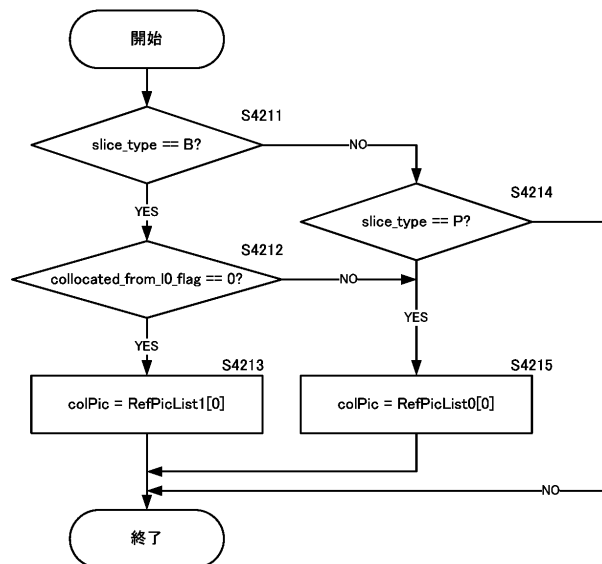 開始
S4211
slice_type == B?
NO
S4214
YES
slice_type == P?
S4212
collocated_from_l0_flag == 0?
NO
YES
YES
S4213
S4215
colPic = RefPicList1[0]
colPic = RefPicList0[0]
NO
終了